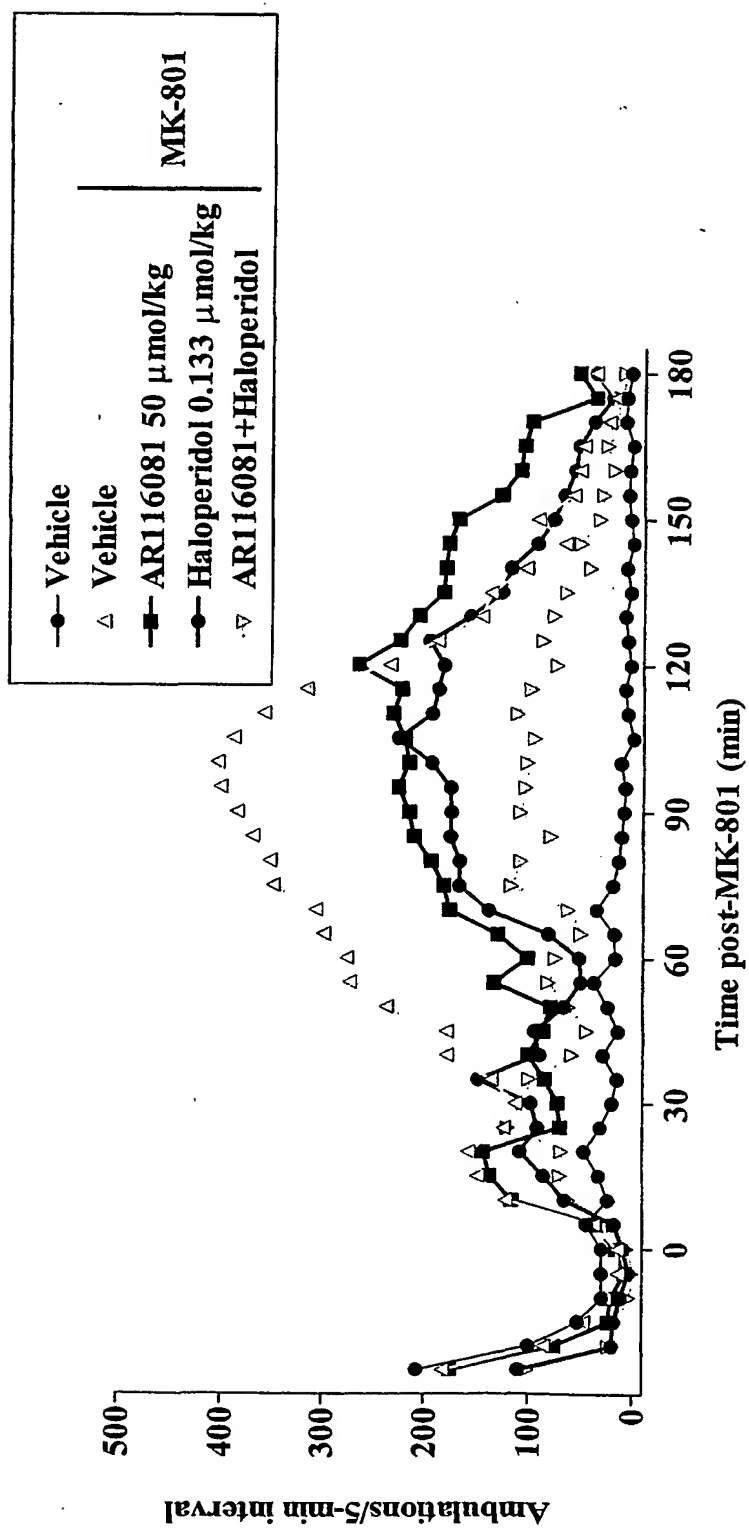 Vehicle
Vehicle
AR116081 50 µmol/kg
Haloperidol 0.133 µmol/kg
AR116081+Haloperidol
MK-801
Ambulations/5-min interval
500
400
300
200
100
0
0
30
60
90
120
150
180
Time post-MK-801 (min)